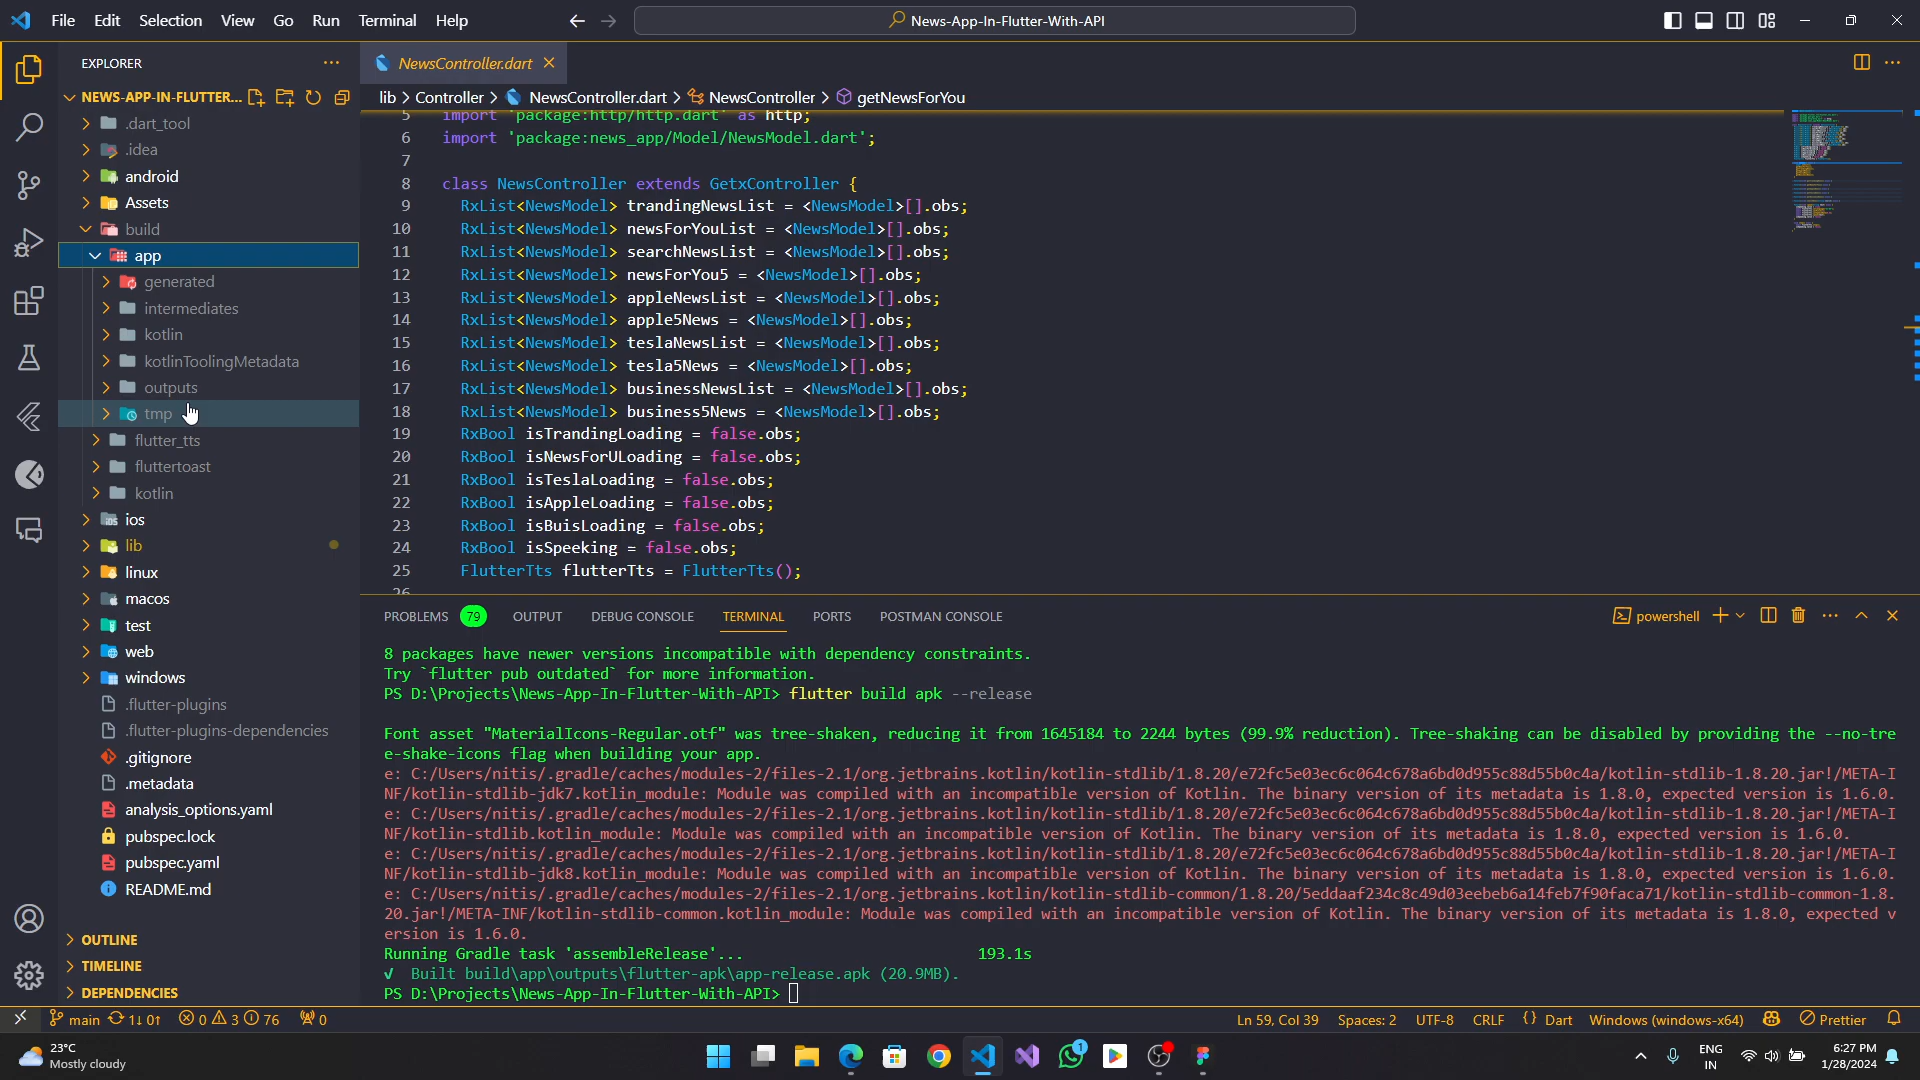 File Edit Selection View Go Run Terminal Help
News-App-In-Flutter-With-API
EXPLORER
NewsController.dart
NEWS-APP-IN-FLUTTER...
lib > Controller > NewsController.dart > NewsController > getNewsForYou
.dart_tool
.idea
android
Assets
build
app
generated
intermediates
kotlin
kotlinToolingMetadata
outputs
tmp
flutter_tts
fluttertoast
kotlin
ios
lib
linux
macos
test
web
windows
.flutter-plugins
.flutter-plugins-dependencies
.gitignore
.metadata
analysis_options.yaml
pubspec.lock
pubspec.yaml
README.md
OUTLINE
TIMELINE
DEPENDENCIES
5 import 'package:http/http.dart' as http;
6 import 'package:news_app/Model/NewsModel.dart';
7
8 class NewsController extends GetxController {
9 RxList<NewsModel> trandingNewsList = <NewsModel>[].obs;
10 RxList<NewsModel> newsForYouList = <NewsModel>[].obs;
11 RxList<NewsModel> searchNewsList = <NewsModel>[].obs;
12 RxList<NewsModel> newsForYou5 = <NewsModel>[].obs;
13 RxList<NewsModel> appleNewsList = <NewsModel>[].obs;
14 RxList<NewsModel> apple5News = <NewsModel>[].obs;
15 RxList<NewsModel> teslaNewsList = <NewsModel>[].obs;
16 RxList<NewsModel> tesla5News = <NewsModel>[].obs;
17 RxList<NewsModel> businessNewsList = <NewsModel>[].obs;
18 RxList<NewsModel> business5News = <NewsModel>[].obs;
19 RxBool isTrandingLoading = false.obs;
20 RxBool isNewsForULoading = false.obs;
21 RxBool isTeslaLoading = false.obs;
22 RxBool isAppleLoading = false.obs;
23 RxBool isBuisLoading = false.obs;
24 RxBool isSpeeking = false.obs;
25 FlutterTts flutterTts = FlutterTts();
26
PROBLEMS 79 OUTPUT DEBUG CONSOLE TERMINAL PORTS POSTMAN CONSOLE
powershell
8 packages have newer versions incompatible with dependency constraints.
Try `flutter pub outdated` for more information.
PS D:\Projects\News-App-In-Flutter-With-API> flutter build apk --release
Font asset "MaterialIcons-Regular.otf" was tree-shaken, reducing it from 1645184 to 2244 bytes (99.9% reduction). Tree-shaking can be disabled by providing the --no-tre
e-shake-icons flag when building your app.
e: C:/Users/nitis/.gradle/caches/modules-2/files-2.1/org.jetbrains.kotlin/kotlin-stdlib/1.8.20/e72fc5e03ec6c064c678a6bd0d955c88d55b0c4a/kotlin-stdlib-1.8.20.jar!/META-I
NF/kotlin-stdlib-jdk7.kotlin_module: Module was compiled with an incompatible version of Kotlin. The binary version of its metadata is 1.8.0, expected version is 1.6.0.
e: C:/Users/nitis/.gradle/caches/modules-2/files-2.1/org.jetbrains.kotlin/kotlin-stdlib/1.8.20/e72fc5e03ec6c064c678a6bd0d955c88d55b0c4a/kotlin-stdlib-1.8.20.jar!/META-I
NF/kotlin-stdlib.kotlin_module: Module was compiled with an incompatible version of Kotlin. The binary version of its metadata is 1.8.0, expected version is 1.6.0.
e: C:/Users/nitis/.gradle/caches/modules-2/files-2.1/org.jetbrains.kotlin/kotlin-stdlib/1.8.20/e72fc5e03ec6c064c678a6bd0d955c88d55b0c4a/kotlin-stdlib-1.8.20.jar!/META-I
NF/kotlin-stdlib-jdk8.kotlin_module: Module was compiled with an incompatible version of Kotlin. The binary version of its metadata is 1.8.0, expected version is 1.6.0.
e: C:/Users/nitis/.gradle/caches/modules-2/files-2.1/org.jetbrains.kotlin/kotlin-stdlib-common/1.8.20/5eddaaf234c8c49d03eebeb6a14feb7f90faca71/kotlin-stdlib-common-1.8.
20.jar!/META-INF/kotlin-stdlib-common.kotlin_module: Module was compiled with an incompatible version of Kotlin. The binary version of its metadata is 1.8.0, expected v
ersion is 1.6.0.
Running Gradle task 'assembleRelease'... 193.1s
√ Built build\app\outputs\flutter-apk\app-release.apk (20.9MB).
PS D:\Projects\News-App-In-Flutter-With-API>
main 1↓ 0↑ 0 3 76 0
Ln 59, Col 39 Spaces: 2 UTF-8 CRLF {} Dart Windows (windows-x64) Prettier
23°C
Mostly cloudy
1
ENG
IN
6:27 PM
1/28/2024